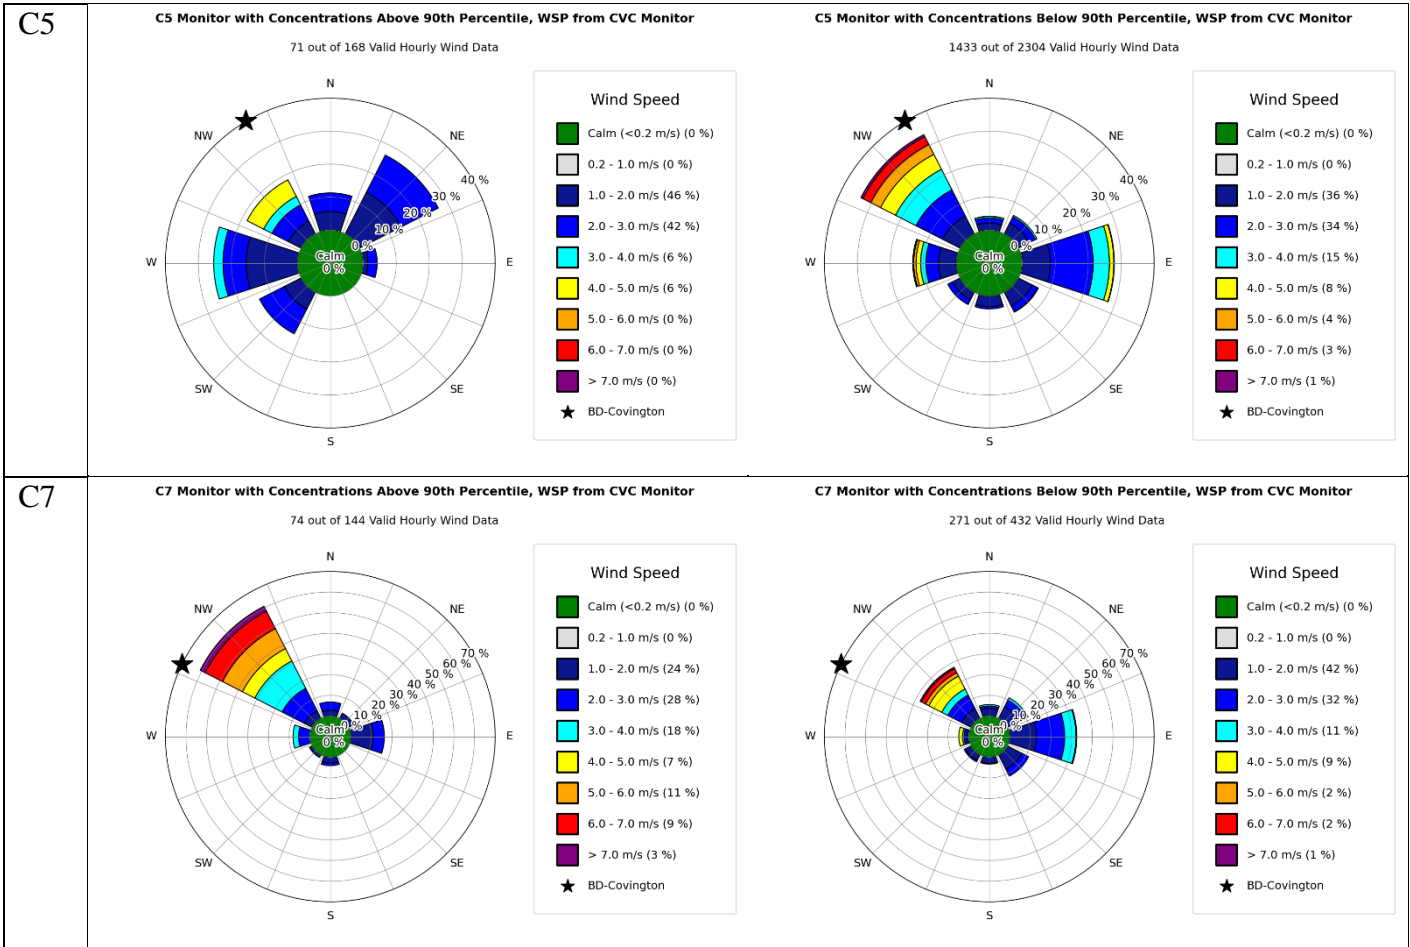 C5
C5 Monitor with Concentrations Above 90th Percentile, WSP from CVC Monitor
71 out of 168 Valid Hourly Wind Data
N
NW
NE
40 %
30 %
20 %
10 %
0 %
Calm
0 %
W
E
SW
SE
S
Wind Speed
Calm (<0.2 m/s) (0 %)
0.2 - 1.0 m/s (0 %)
1.0 - 2.0 m/s (46 %)
2.0 - 3.0 m/s (42 %)
3.0 - 4.0 m/s (6 %)
4.0 - 5.0 m/s (6 %)
5.0 - 6.0 m/s (0 %)
6.0 - 7.0 m/s (0 %)
> 7.0 m/s (0 %)
BD-Covington
C5 Monitor with Concentrations Below 90th Percentile, WSP from CVC Monitor
1433 out of 2304 Valid Hourly Wind Data
N
NW
NE
40 %
30 %
20 %
10 %
0 %
Calm
0 %
W
E
SW
SE
S
Wind Speed
Calm (<0.2 m/s) (0 %)
0.2 - 1.0 m/s (0 %)
1.0 - 2.0 m/s (36 %)
2.0 - 3.0 m/s (34 %)
3.0 - 4.0 m/s (15 %)
4.0 - 5.0 m/s (8 %)
5.0 - 6.0 m/s (4 %)
6.0 - 7.0 m/s (3 %)
> 7.0 m/s (1 %)
BD-Covington
C7
C7 Monitor with Concentrations Above 90th Percentile, WSP from CVC Monitor
74 out of 144 Valid Hourly Wind Data
N
NW
NE
70 %
60 %
50 %
40 %
30 %
20 %
10 %
0 %
Calm
0 %
W
E
SW
SE
S
Wind Speed
Calm (<0.2 m/s) (0 %)
0.2 - 1.0 m/s (0 %)
1.0 - 2.0 m/s (24 %)
2.0 - 3.0 m/s (28 %)
3.0 - 4.0 m/s (18 %)
4.0 - 5.0 m/s (7 %)
5.0 - 6.0 m/s (11 %)
6.0 - 7.0 m/s (9 %)
> 7.0 m/s (3 %)
BD-Covington
C7 Monitor with Concentrations Below 90th Percentile, WSP from CVC Monitor
271 out of 432 Valid Hourly Wind Data
N
NW
NE
70 %
60 %
50 %
40 %
30 %
20 %
10 %
0 %
Calm
0 %
W
E
SW
SE
S
Wind Speed
Calm (<0.2 m/s) (0 %)
0.2 - 1.0 m/s (0 %)
1.0 - 2.0 m/s (42 %)
2.0 - 3.0 m/s (32 %)
3.0 - 4.0 m/s (11 %)
4.0 - 5.0 m/s (9 %)
5.0 - 6.0 m/s (2 %)
6.0 - 7.0 m/s (2 %)
> 7.0 m/s (1 %)
BD-Covington